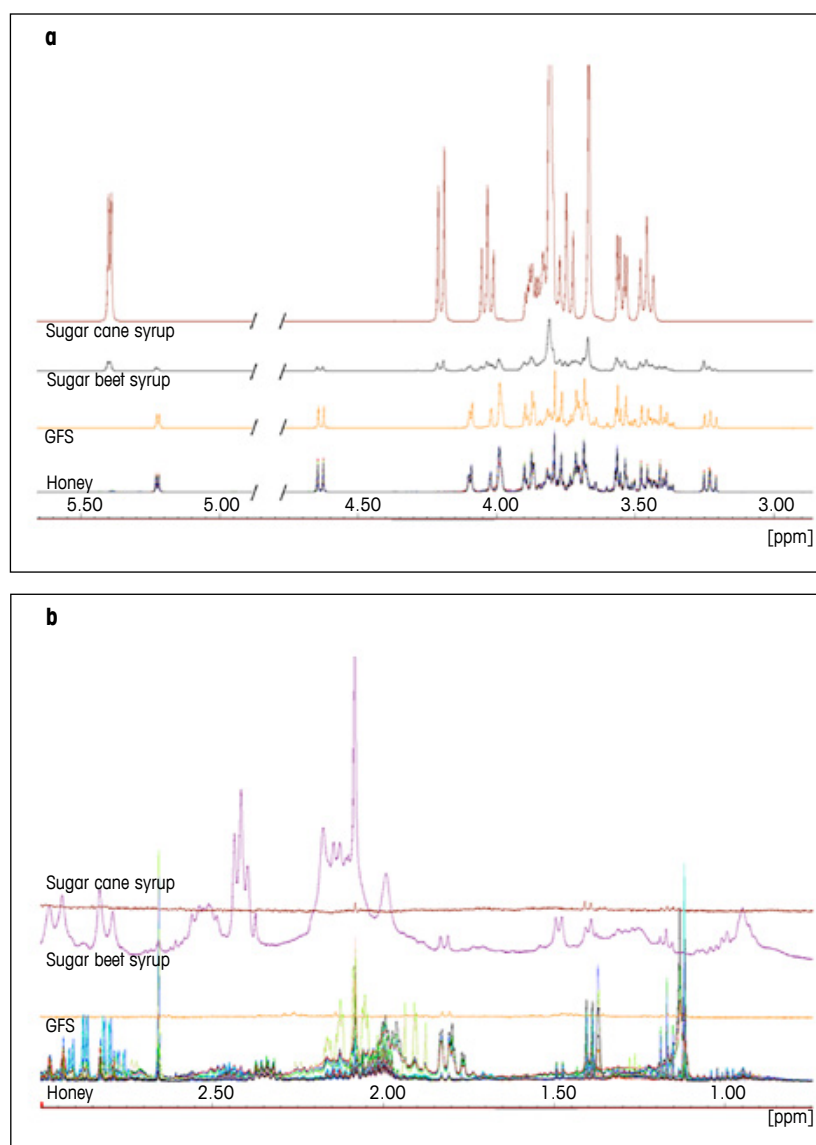 a
Sugar cane syrup
Sugar beet syrup
GFS
Honey
5.50 5.00 4.50 4.00 3.50 3.00
[ppm]
b
Sugar cane syrup
Sugar beet syrup
GFS
Honey 2.50 2.00 1.50 1.00
[ppm]